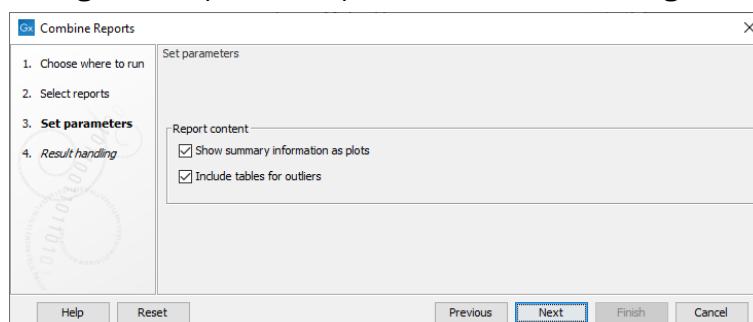 Gx Combine Reports
1. Choose where to run
2. Select reports
3. Set parameters
4. Result handling
Set parameters
Report content
Show summary information as plots
Include tables for outliers
Help Reset Previous Next Finish Cancel